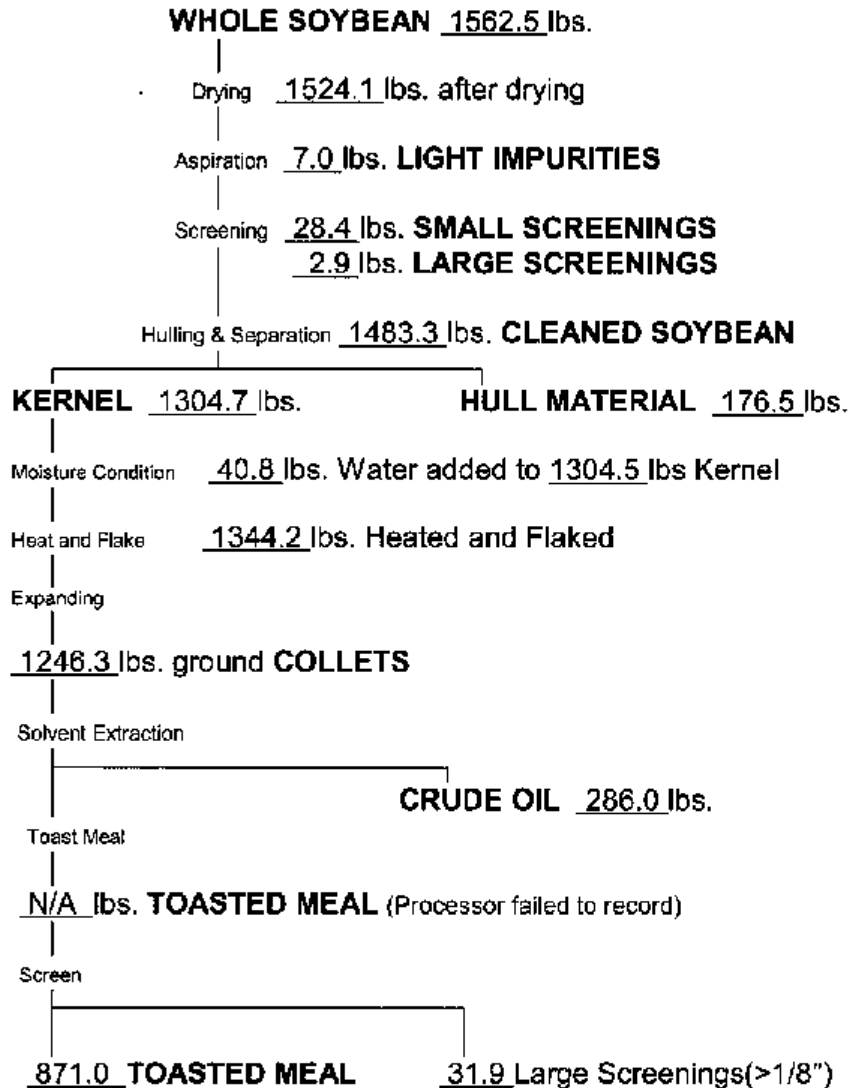 WHOLE SOYBEAN 1562.5 lbs.
Drying 1524.1 lbs. after drying
Aspiration 7.0 lbs. LIGHT IMPURITIES
Screening 28.4 lbs. SMALL SCREENINGS
2.9 lbs. LARGE SCREENINGS
Hulling & Separation 1483.3 lbs. CLEANED SOYBEAN
KERNEL 1304.7 lbs. HULL MATERIAL 176.5 lbs.
Moisture Condition 40.8 lbs. Water added to 1304.5 lbs Kernel
Heat and Flake 1344.2 lbs. Heated and Flaked
Expanding
1246.3 lbs. ground COLLETS
Solvent Extraction
CRUDE OIL 286.0 lbs.
Toast Meal
N/A lbs. TOASTED MEAL (Processor failed to record)
Screen
871.0 TOASTED MEAL 31.9 Large Screenings(>1/8")